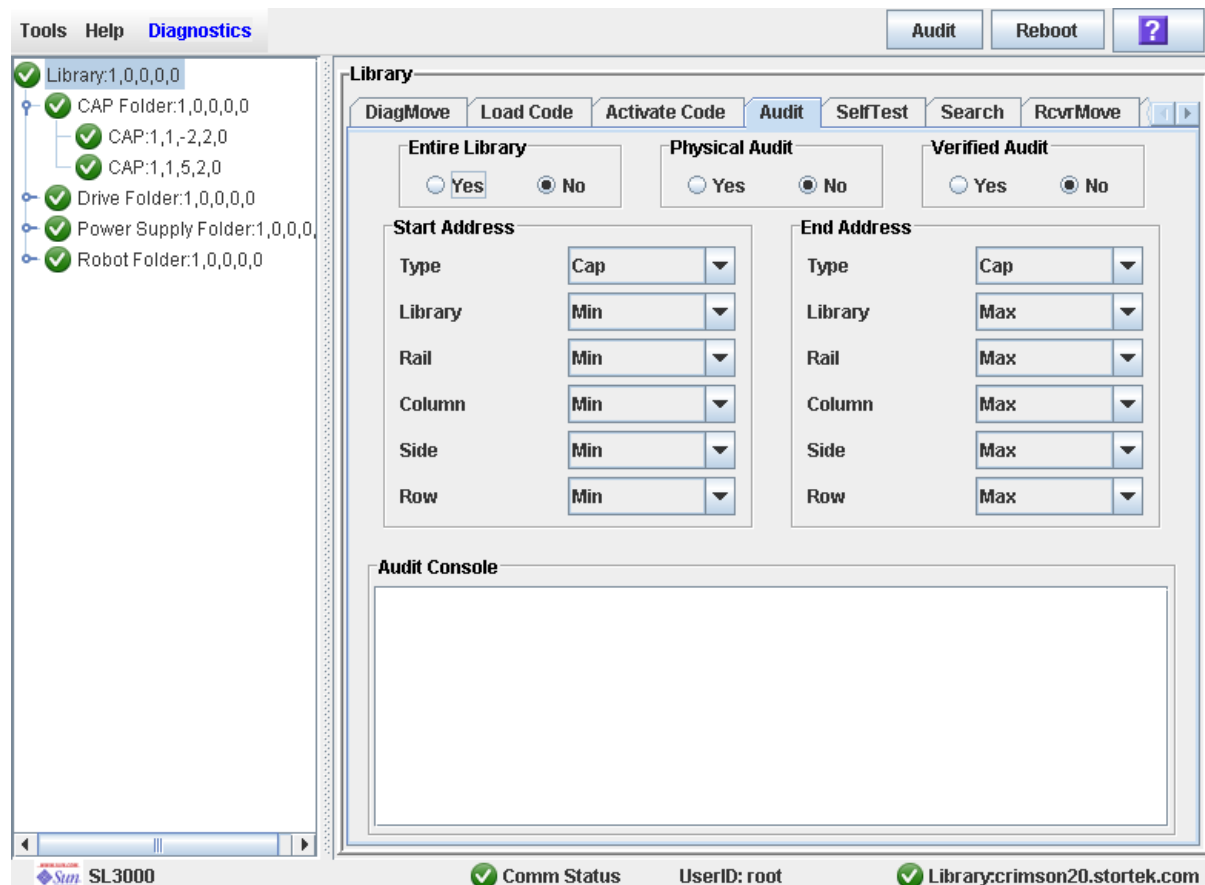 Tools Help Diagnostics
Audit Reboot ?
Library:1,0,0,0,0
CAP Folder:1,0,0,0,0
CAP:1,1,-2,2,0
CAP:1,1,5,2,0
Drive Folder:1,0,0,0,0
Power Supply Folder:1,0,0,0,
Robot Folder:1,0,0,0,0
Library
DiagMove Load Code Activate Code Audit SelfTest Search RcvrMove
Entire Library
Yes No
Physical Audit
Yes No
Verified Audit
Yes No
Start Address
Type Cap
Library Min
Rail Min
Column Min
Side Min
Row Min
End Address
Type Cap
Library Max
Rail Max
Column Max
Side Max
Row Max
Audit Console
Sun SL3000 Comm Status UserID: root Library:crimson20.stortek.com